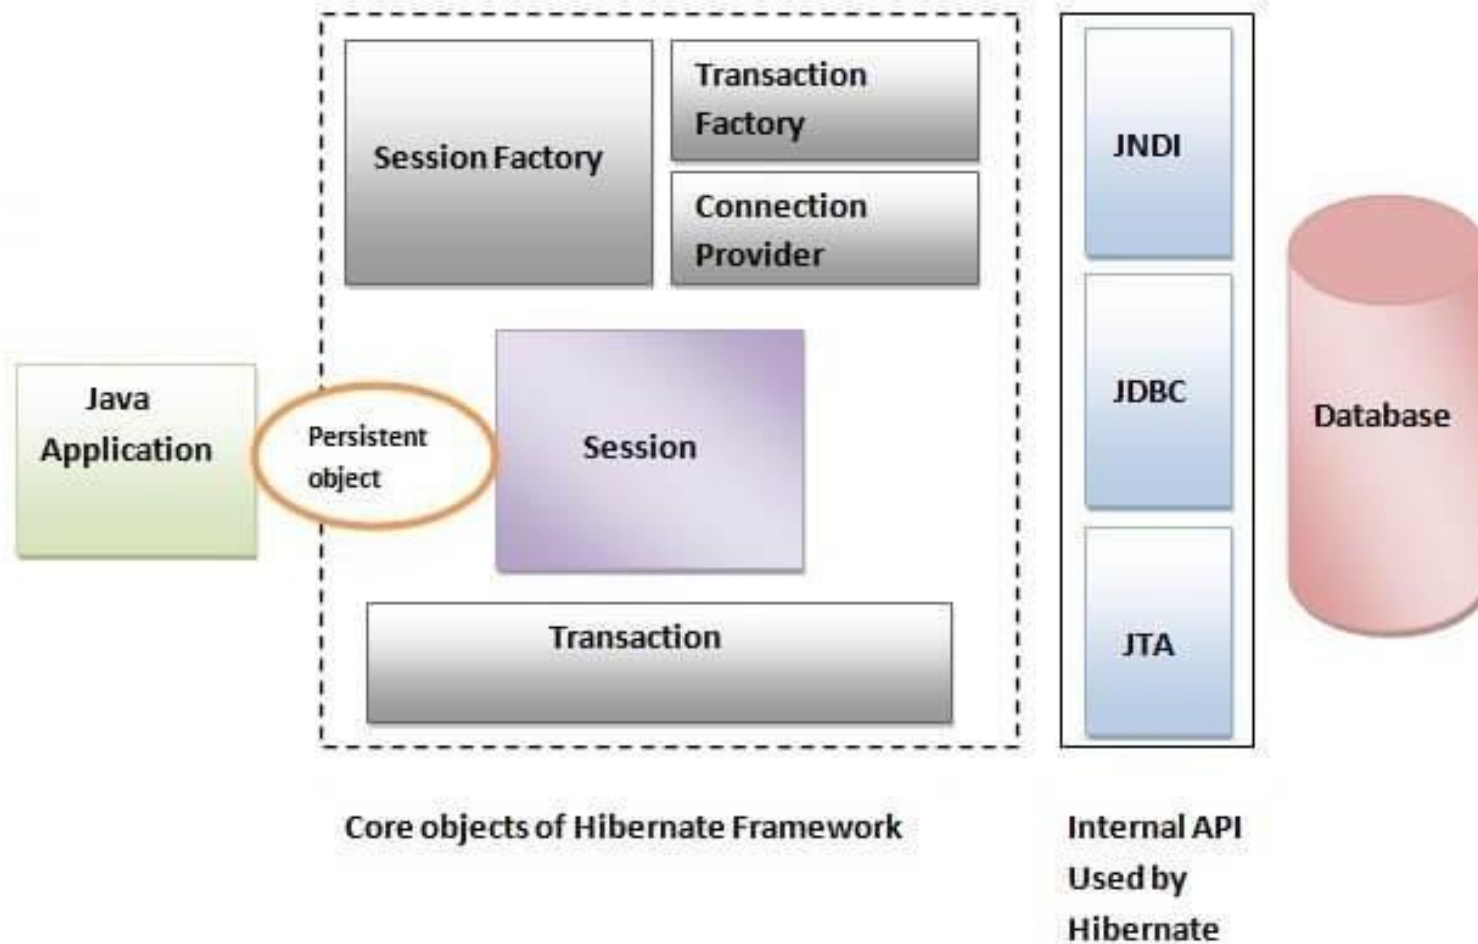 Session Factory
Transaction
Factory
Connection
Provider
Java
Application
Persistent
object
Session
Transaction
JNDI
JDBC
JTA
Database
Core objects of Hibernate Framework
Internal API
Used by
Hibernate